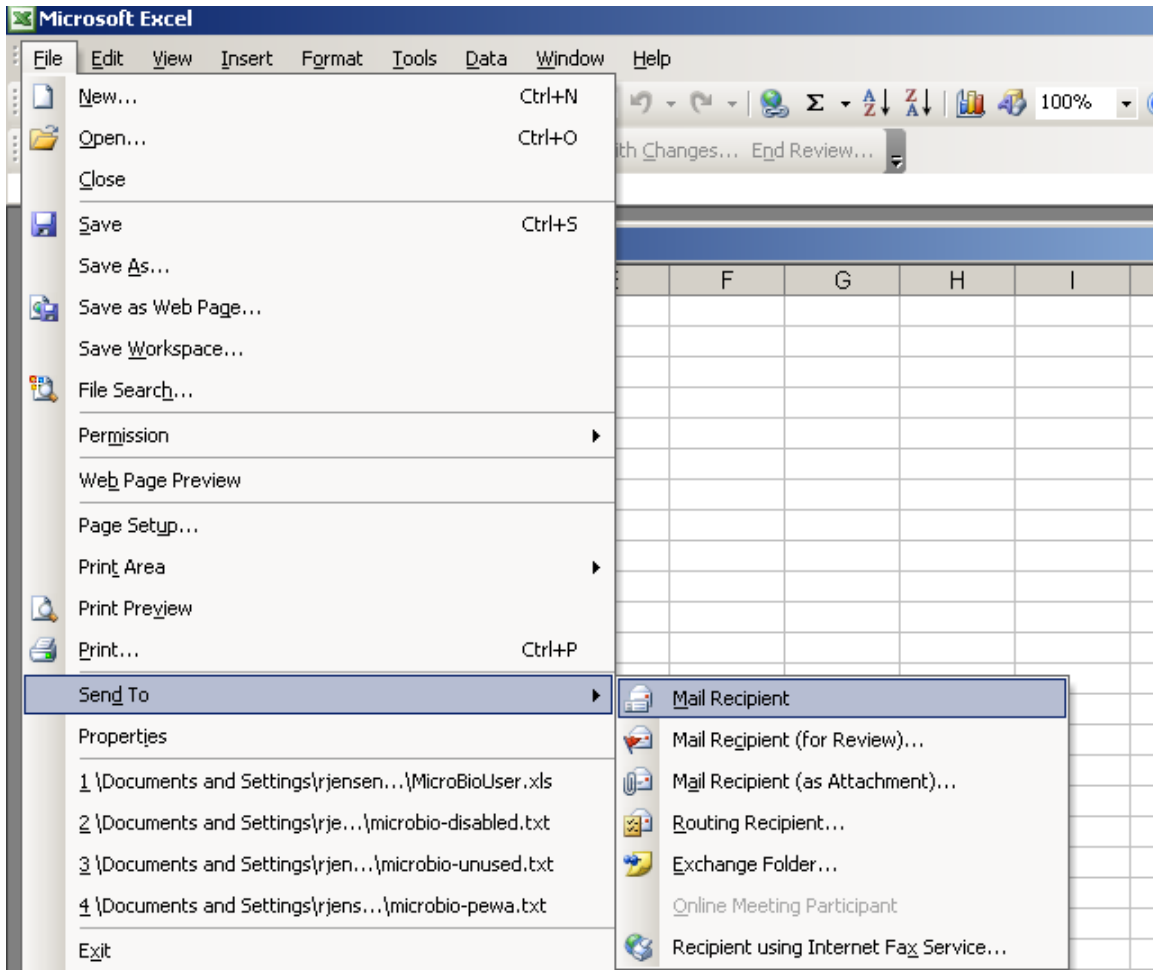 Microsoft Excel
File Edit View Insert Format Tools Data Window Help
New... Ctrl+N
Σ A Z Z A 100%
Open... Ctrl+O
Changes... End Review...
Close
Save Ctrl+S
Save As...
F G H I
Save as Web Page...
Save Workspace...
File Search...
Permission
Web Page Preview
Page Setup...
Print Area
Print Preview
Print... Ctrl+P
Send To
Mail Recipient
Properties
Mail Recipient (for Review)...
1 \Documents and Settings\rjensen...\MicroBioUser.xls
Mail Recipient (as Attachment)...
2 \Documents and Settings\rje...\microbio-disabled.txt
Routing Recipient...
3 \Documents and Settings\rjen...\microbio-unused.txt
Exchange Folder...
4 \Documents and Settings\rjens...\microbio-pewa.txt
Online Meeting Participant
Exit
Recipient using Internet Fax Service...